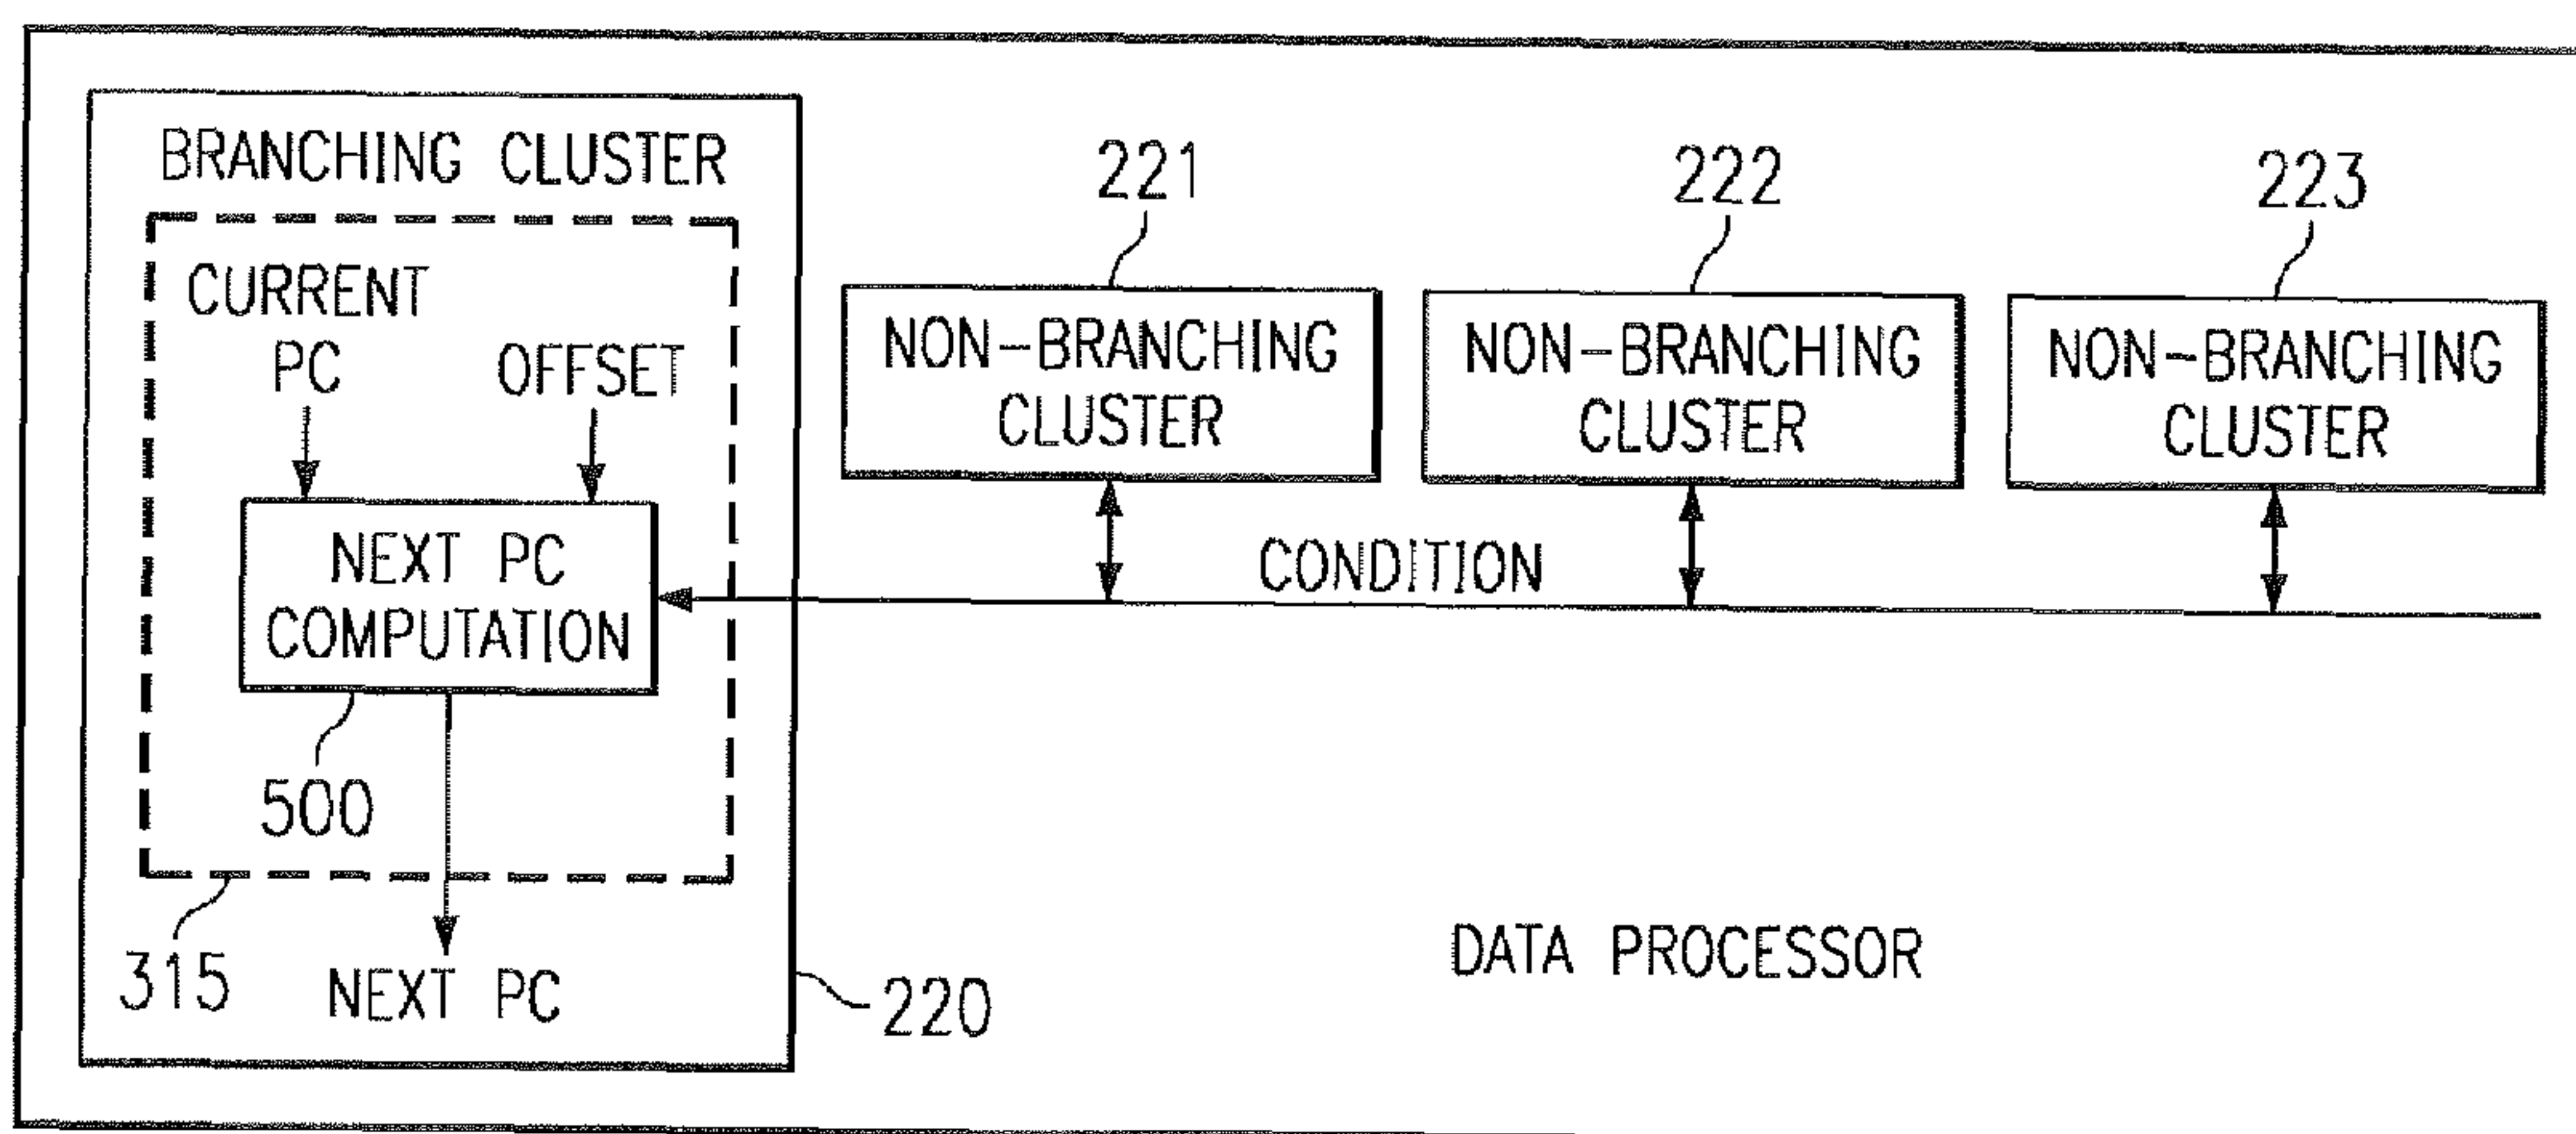 BRANCHING CLUSTER
CURRENT
PC
OFFSET
NEXT PC
COMPUTATION
500
315
NEXT PC
220
221
NON-BRANCHING
CLUSTER
222
NON-BRANCHING
CLUSTER
223
NON-BRANCHING
CLUSTER
CONDITION
DATA PROCESSOR